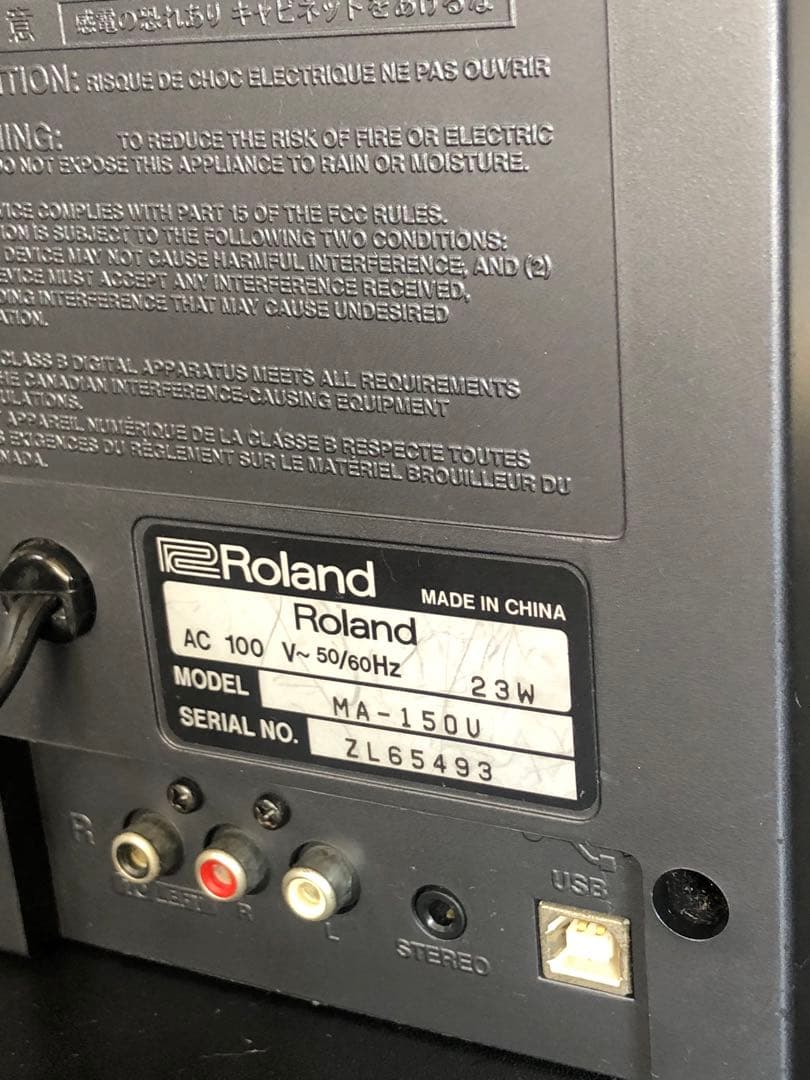 意 感電の恐れあり キャビネットをあけるな
TION: RISQUE DE CHOC ELECTRIQUE NE PAS OUVRIR
NING: TO REDUCE THE RISK OF FIRE OR ELECTRIC
DO NOT EXPOSE THIS APPLIANCE TO RAIN OR MOISTURE.
VICE COMPLIES WITH PART 15 OF THE FCC RULES.
TION IS SUBJECT TO THE FOLLOWING TWO CONDITIONS:
DEVICE MAY NOT CAUSE HARMFUL INTERFERENCE, AND (2)
DEVICE MUST ACCEPT ANY INTERFERENCE RECEIVED,
DING INTERFERENCE THAT MAY CAUSE UNDESIRED
ATION.
CLASS B DIGITAL APPARATUS MEETS ALL REQUIREMENTS
HE CANADIAN INTERFERENCE-CAUSING EQUIPMENT
ULATIONS.
APPAREIL NUMÉRIQUE DE LA CLASSE B RESPECTE TOUTES
S EXIGENCES DU RÈGLEMENT SUR LE MATÉRIEL BROUILLEUR DU
ANADA.
Roland MADE IN CHINA
Roland
AC 100 V~ 50/60Hz 23W
MODEL MA-150U
SERIAL NO. ZL65493
R
TO LEFT R L
STEREO
USB